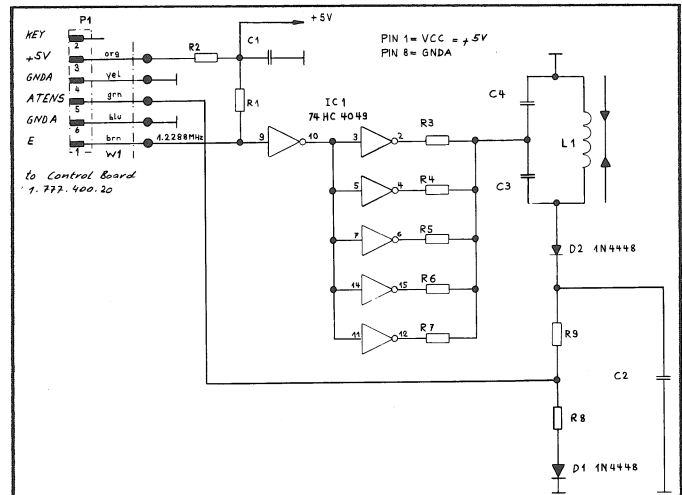 P1
KEY
2
+5V
org
R2
C1
+5V
3
GNDA
yel
4
ATENS
grn
5
GNDA
blu
6
E
brn
1.2288MHz
1
W1
R1
to Control Board
1.777.400.20
PIN 1 = VCC = +5V
PIN 8 = GNDA
IC1
74HC4049
9
10
3
2
R3
5
4
R4
7
6
R5
14
15
R6
11
12
R7
C4
L1
C3
D2 1N4448
R9
C2
R8
D1 1N4448